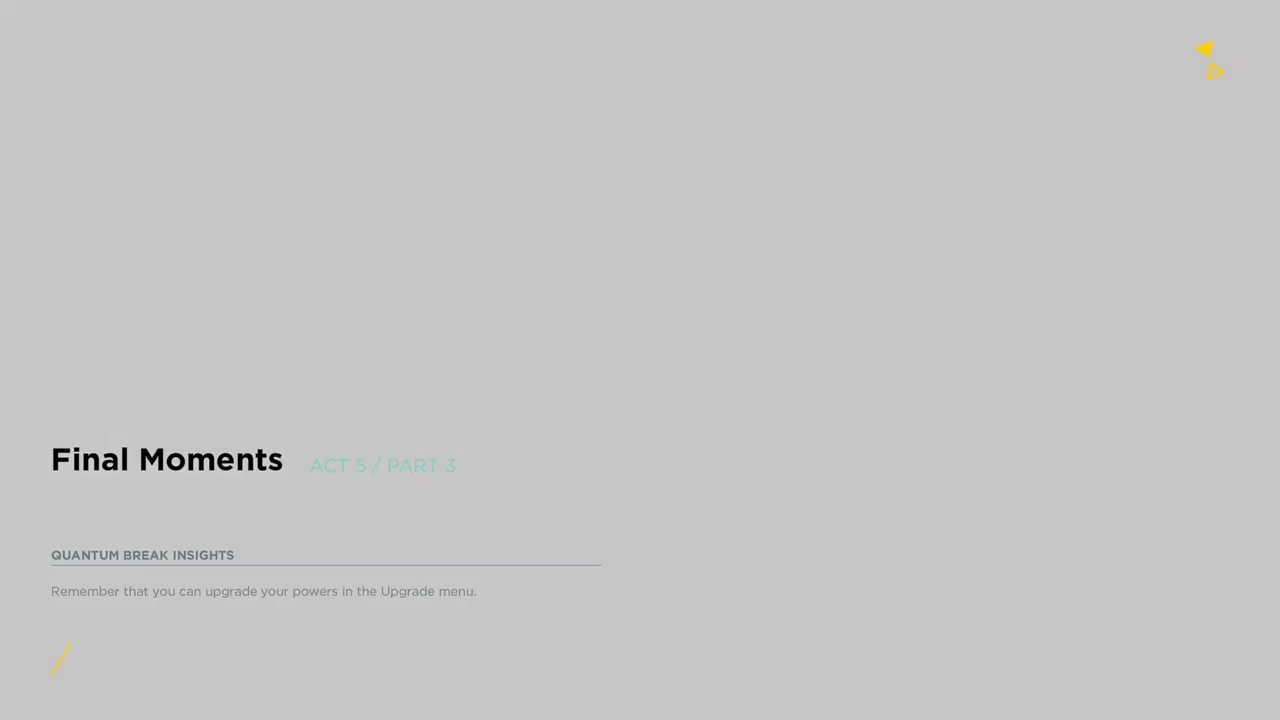 Final Moments ACT 5 / PART 3
QUANTUM BREAK INSIGHTS
Remember that you can upgrade your powers in the Upgrade menu.